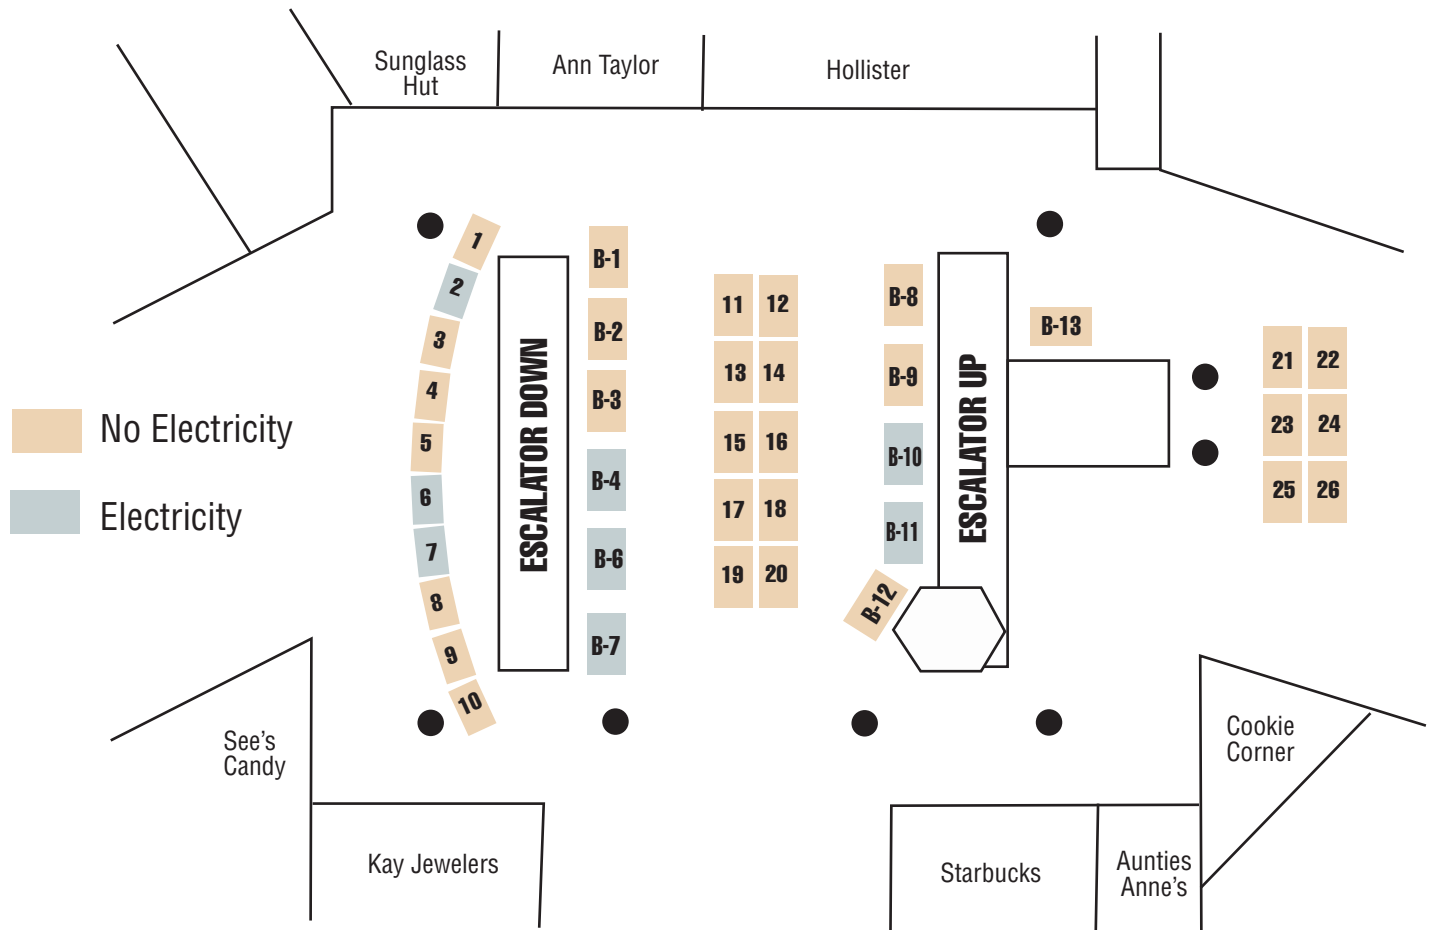 Sunglass
Hut
Ann Taylor
Hollister
1
2
3
4
5
6
7
8
9
10
ESCALATOR DOWN
B-1
B-2
B-3
B-4
B-6
B-7
11 12
13 14
15 16
17 18
19 20
B-8
B-9
B-10
B-11
B-12
ESCALATOR UP
B-13
21 22
23 24
25 26
No Electricity
Electricity
See's
Candy
Kay Jewelers
Starbucks
Aunties
Anne's
Cookie
Corner